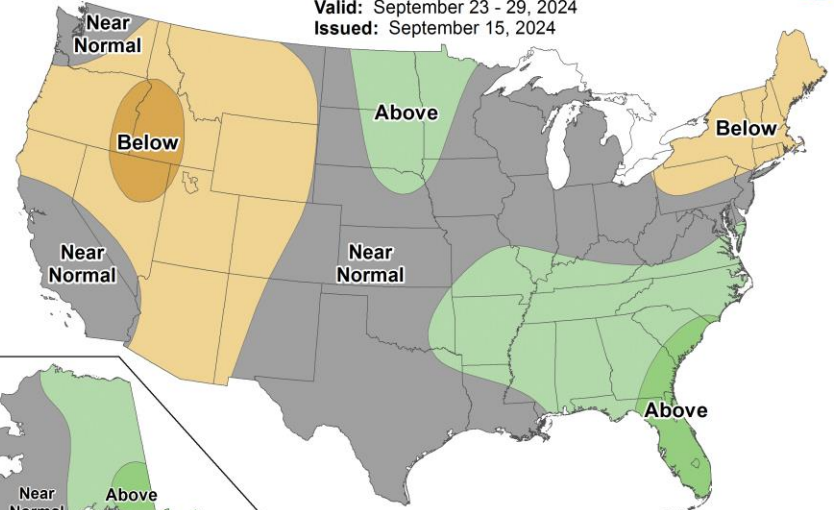 Valid: September 23 - 29, 2024
Issued: September 15, 2024
Near
Normal
Above
Below
Below
Near
Normal
Near
Normal
Above
Near
Normal
Above